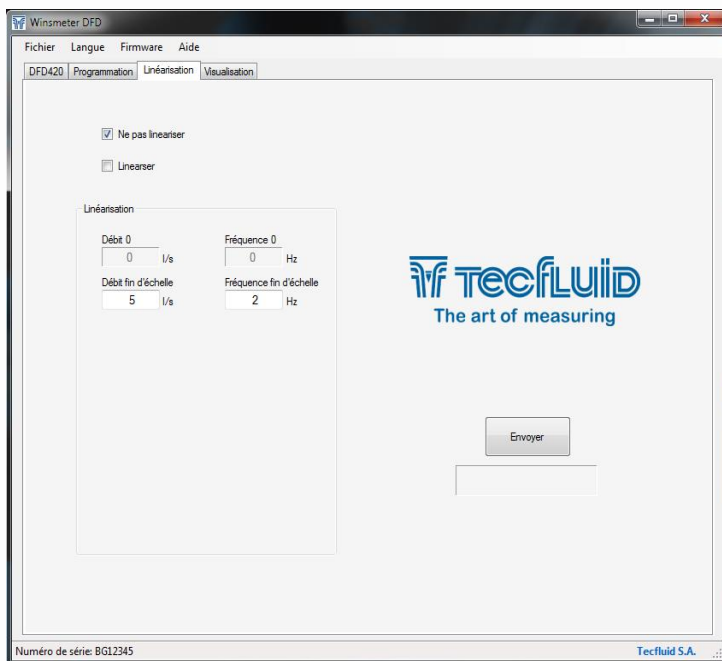 Winsmeter DFD
Fichier Langue Firmware Aide
DFD420 Programmation Linéarisation Visualisation
Ne pas lineariser
Linearser
Linéarisation
Débit 0 Fréquence 0
0 l/s 0 Hz
Débit fin d'échelle Fréquence fin d'échelle
5 l/s 2 Hz
TECFLUID
The art of measuring
Envoyer
Numéro de série: BG12345 Tecfluid S.A.